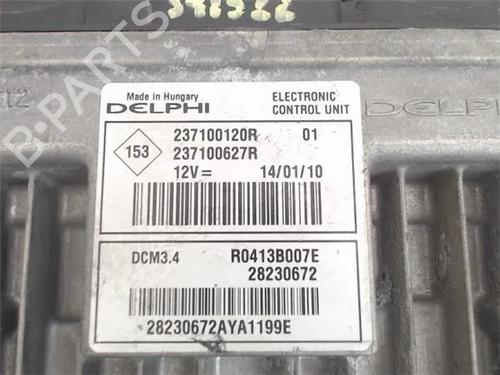 Made in Hungary
DELPHI
ELECTRONIC
CONTROL UNIT
153
237100120R 01
237100627R
12V= 14/01/10
DCM3.4 R0413B007E
28230672
28230672AYA1199E
B-PARTS